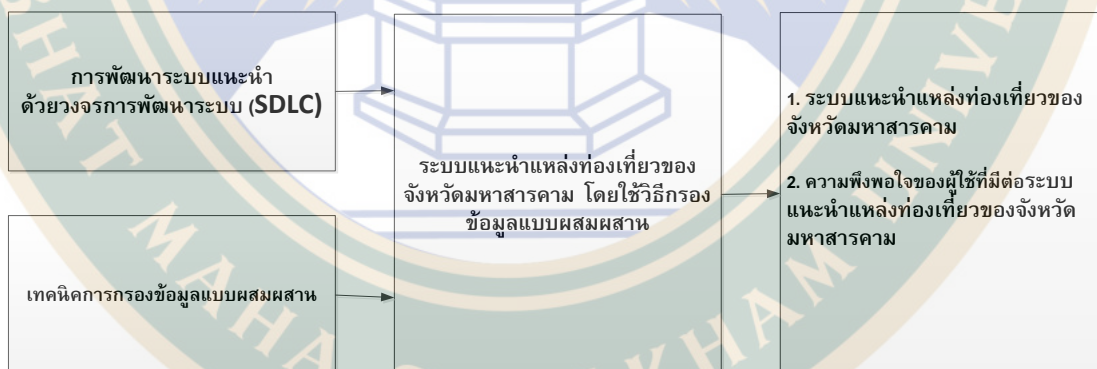 การพัฒนาระบบแนะนำ
ด้วยวงจรการพัฒนาระบบ (SDLC)
เทคนิคการกรองข้อมูลแบบผสมผสาน
ระบบแนะนำแหล่งท่องเที่ยวของ
จังหวัดมหาสารคาม โดยใช้วิธีกรอง
ข้อมูลแบบผสมผสาน
1. ระบบแนะนำแหล่งท่องเที่ยวของ
จังหวัดมหาสารคาม
2. ความพึงพอใจของผู้ใช้ที่มีต่อระบบ
แนะนำแหล่งท่องเที่ยวของจังหวัด
มหาสารคาม